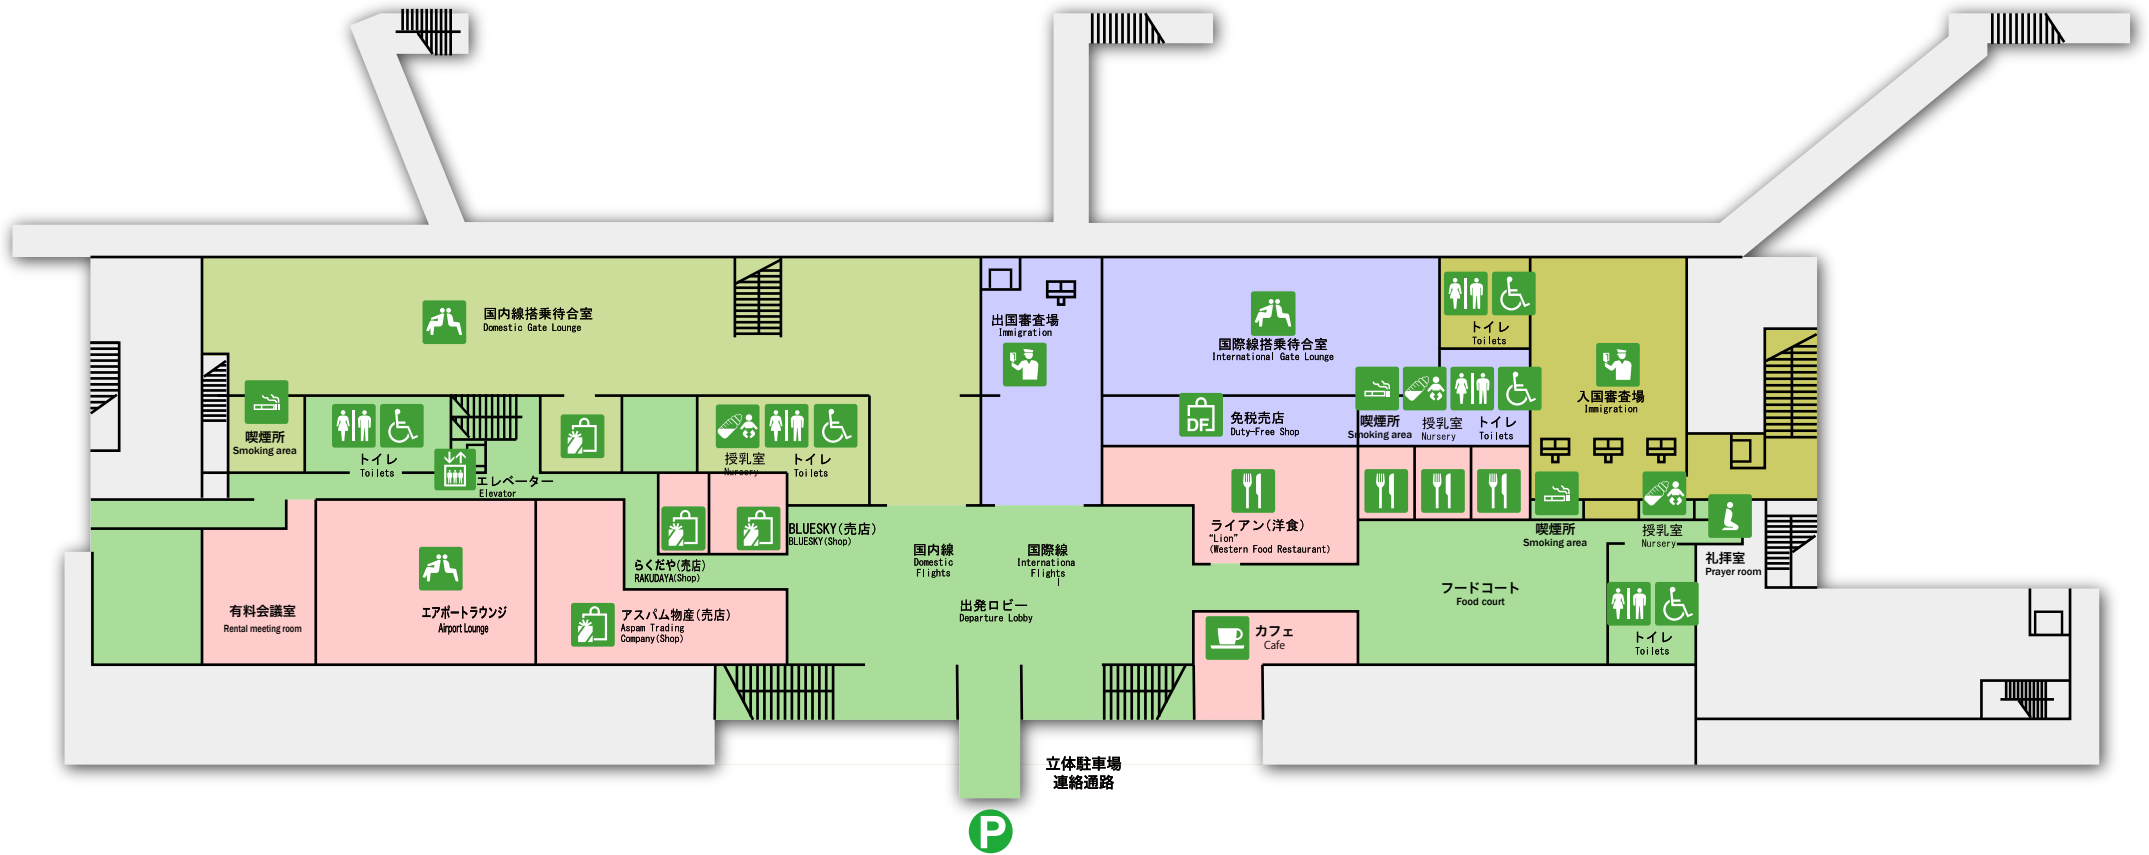 国内線搭乗待合室
Domestic Gate Lounge
出国審査場
Immigration
国際線搭乗待合室
International Gate Lounge
トイレ
Toilets
入国審査場
Immigration
喫煙所
Smoking area
トイレ
Toilets
エレベーター
Elevator
授乳室
Nursery
トイレ
Toilets
DF
免税売店
Duty-Free Shop
喫煙所
Smoking area
授乳室
Nursery
トイレ
Toilets
BLUESKY(売店)
BLUESKY(Shop)
らくだや(売店)
RAKUDAYA(Shop)
国内線
Domestic
Flights
国際線
Internationa
Flights
l
ライアン(洋食)
“Lion”
(Western Food Restaurant)
喫煙所
Smoking area
授乳室
Nursery
礼拝室
Prayer room
有料会議室
Rental meeting room
エアポートラウンジ
Airport Lounge
アスパム物産(売店)
Aspam Trading
Company(Shop)
出発ロビー
Departure Lobby
カフェ
Cafe
フードコート
Food court
トイレ
Toilets
立体駐車場
連絡通路
P